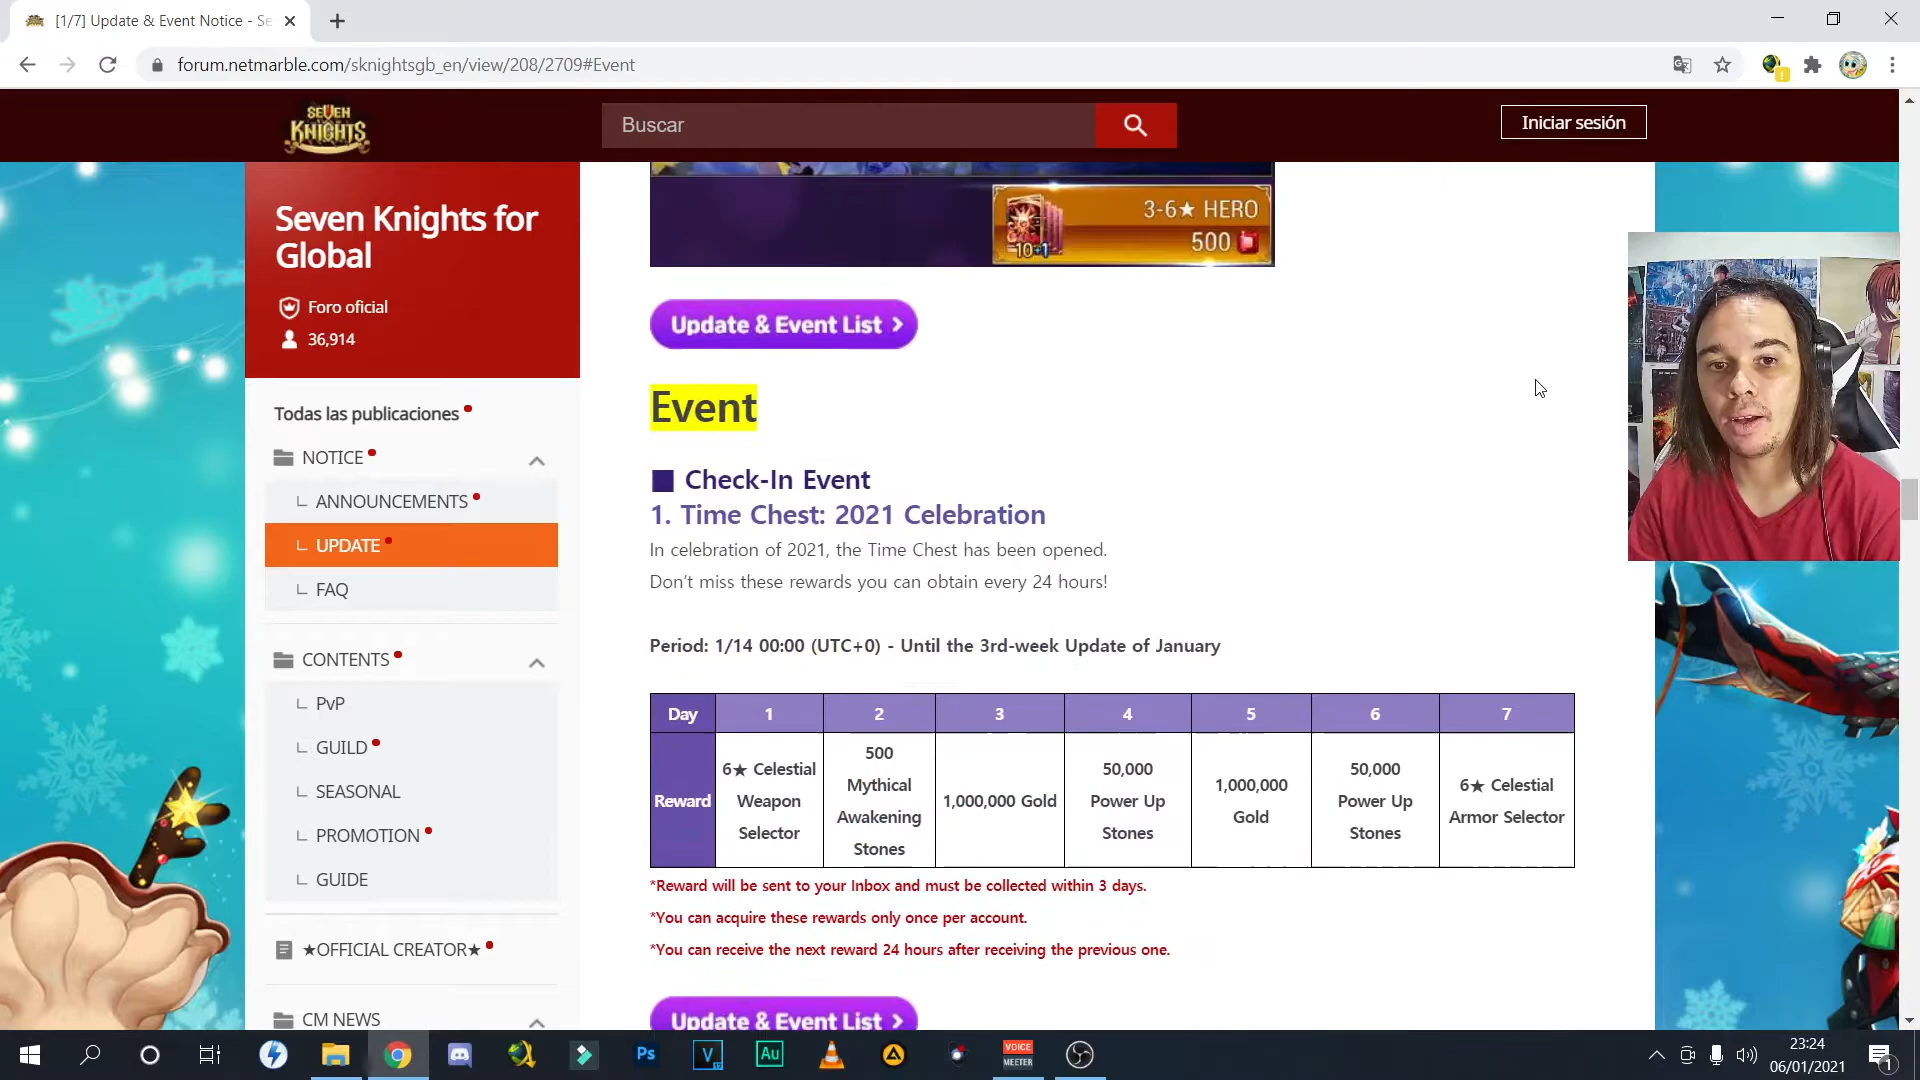 [1/7] Update & Event Notice - Se
forum.netmarble.com/sknightsgb_en/view/208/2709#Event
SEVEN
KNIGHTS
Buscar
Iniciar sesión
Seven Knights for
Global
Foro oficial
36,914
Todas las publicaciones
NOTICE
ANNOUNCEMENTS
UPDATE
FAQ
CONTENTS
PvP
GUILD
SEASONAL
PROMOTION
GUIDE
★OFFICIAL CREATOR★
CM NEWS
3-6★ HERO
500
10+1
Update & Event List >
Event
■ Check-In Event
1. Time Chest: 2021 Celebration
In celebration of 2021, the Time Chest has been opened.
Don't miss these rewards you can obtain every 24 hours!
Period: 1/14 00:00 (UTC+0) - Until the 3rd-week Update of January
Day 1 2 3 4 5 6 7
Reward
6★ Celestial
Weapon
Selector
500
Mythical
Awakening
Stones
1,000,000 Gold
50,000
Power Up
Stones
1,000,000
Gold
50,000
Power Up
Stones
6★ Celestial
Armor Selector
*Reward will be sent to your Inbox and must be collected within 3 days.
*You can acquire these rewards only once per account.
*You can receive the next reward 24 hours after receiving the previous one.
Update & Event List >
Ps
V
Au
VOICE
MEETER
23:24
06/01/2021
1